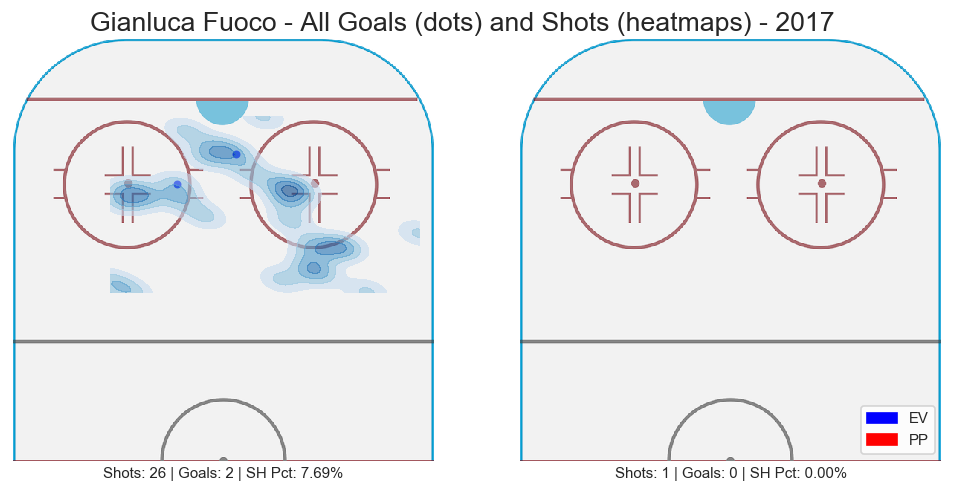 Gianluca Fuoco - All Goals (dots) and Shots (heatmaps) - 2017
EV
PP
Shots: 26 | Goals: 2 | SH Pct: 7.69%
Shots: 1 | Goals: 0 | SH Pct: 0.00%